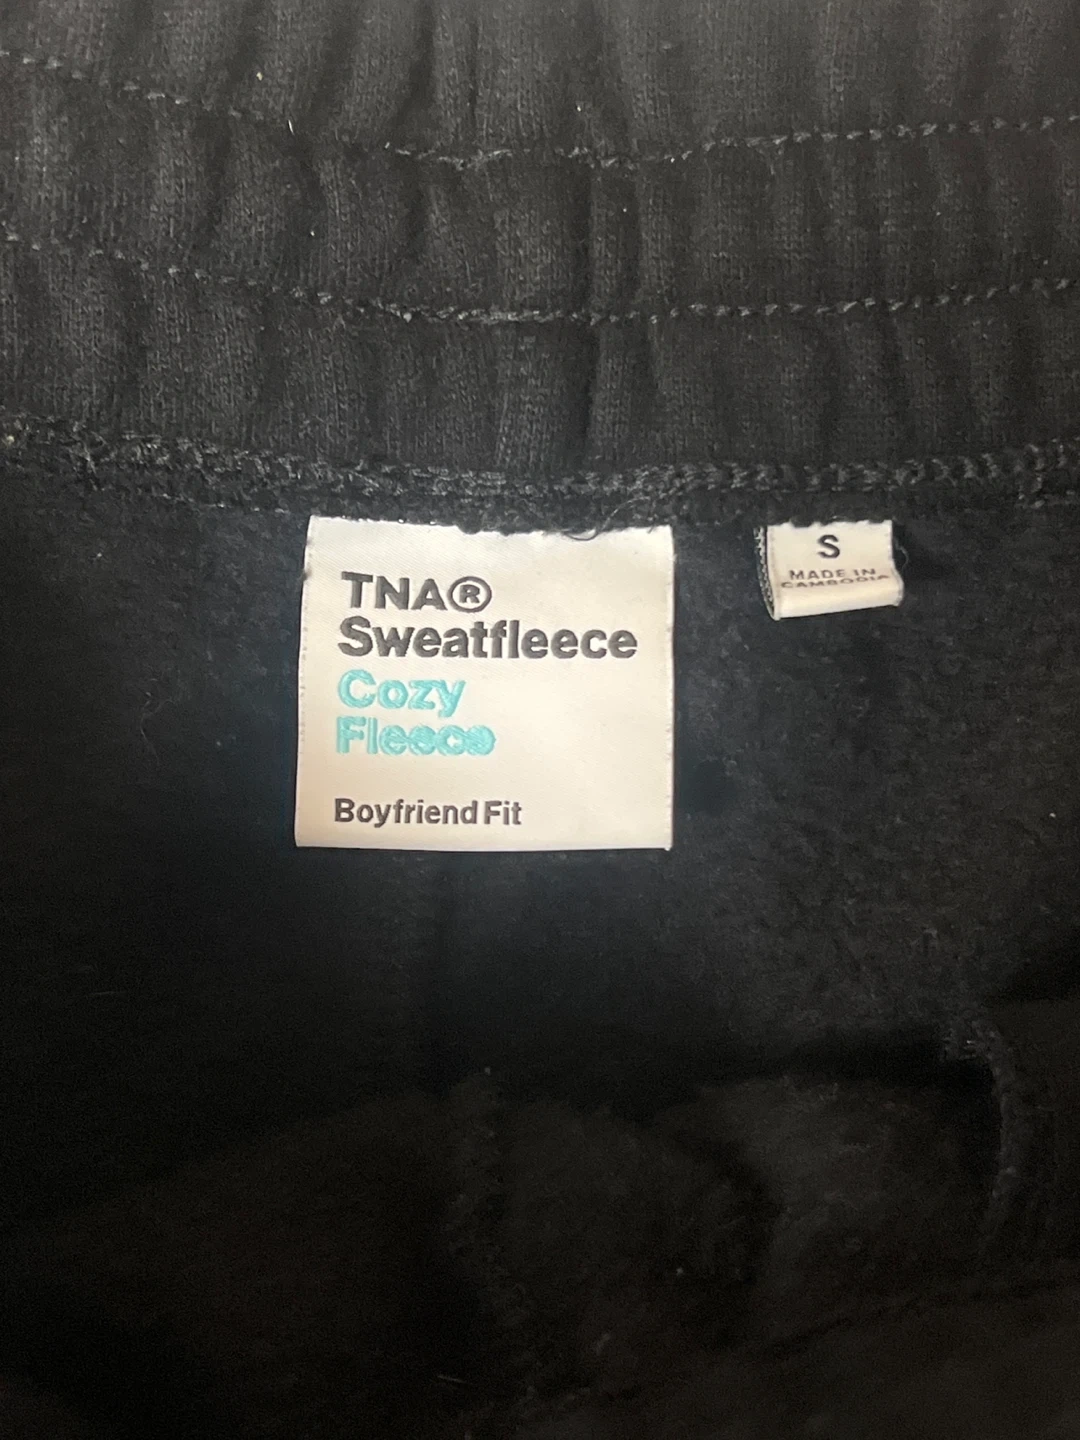 TNA®
Sweatfleece
Cozy
Fleece
Boyfriend Fit
S
MADE IN
CAMBODIA